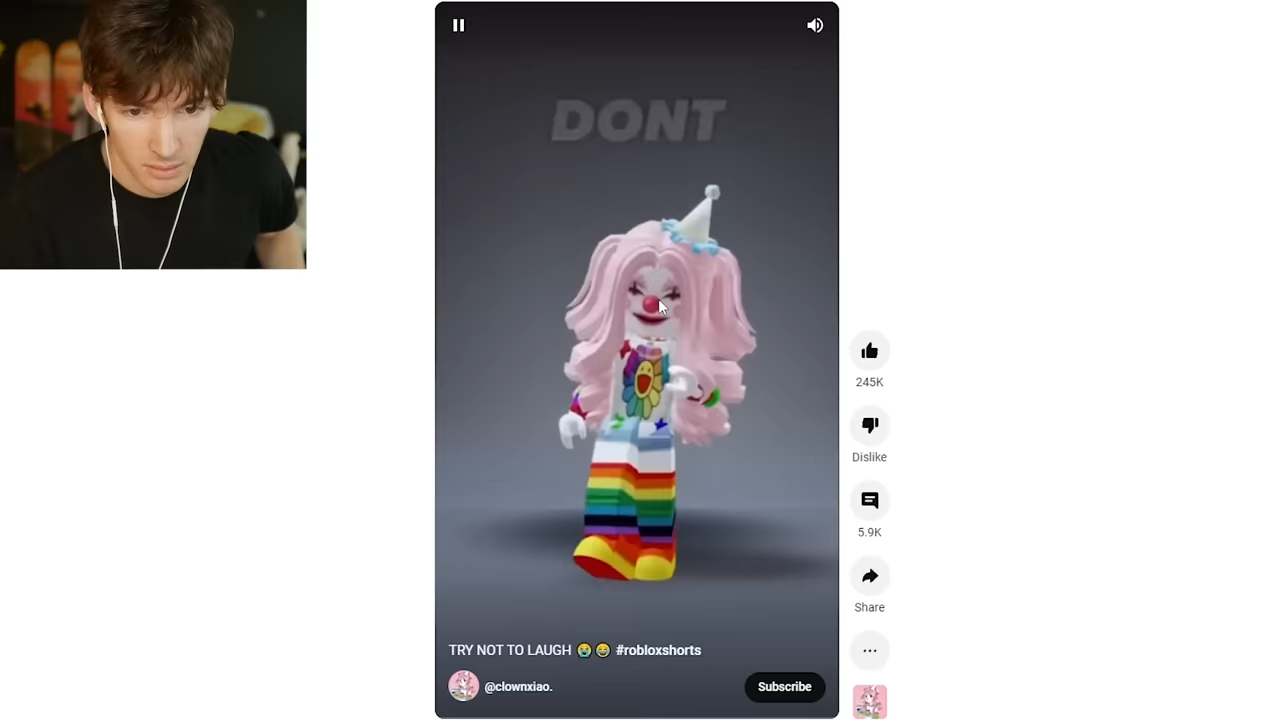 DONT
245K
Dislike
5.9K
Share
TRY NOT TO LAUGH 😭 😂 #robloxshorts
@clownxiao.
Subscribe